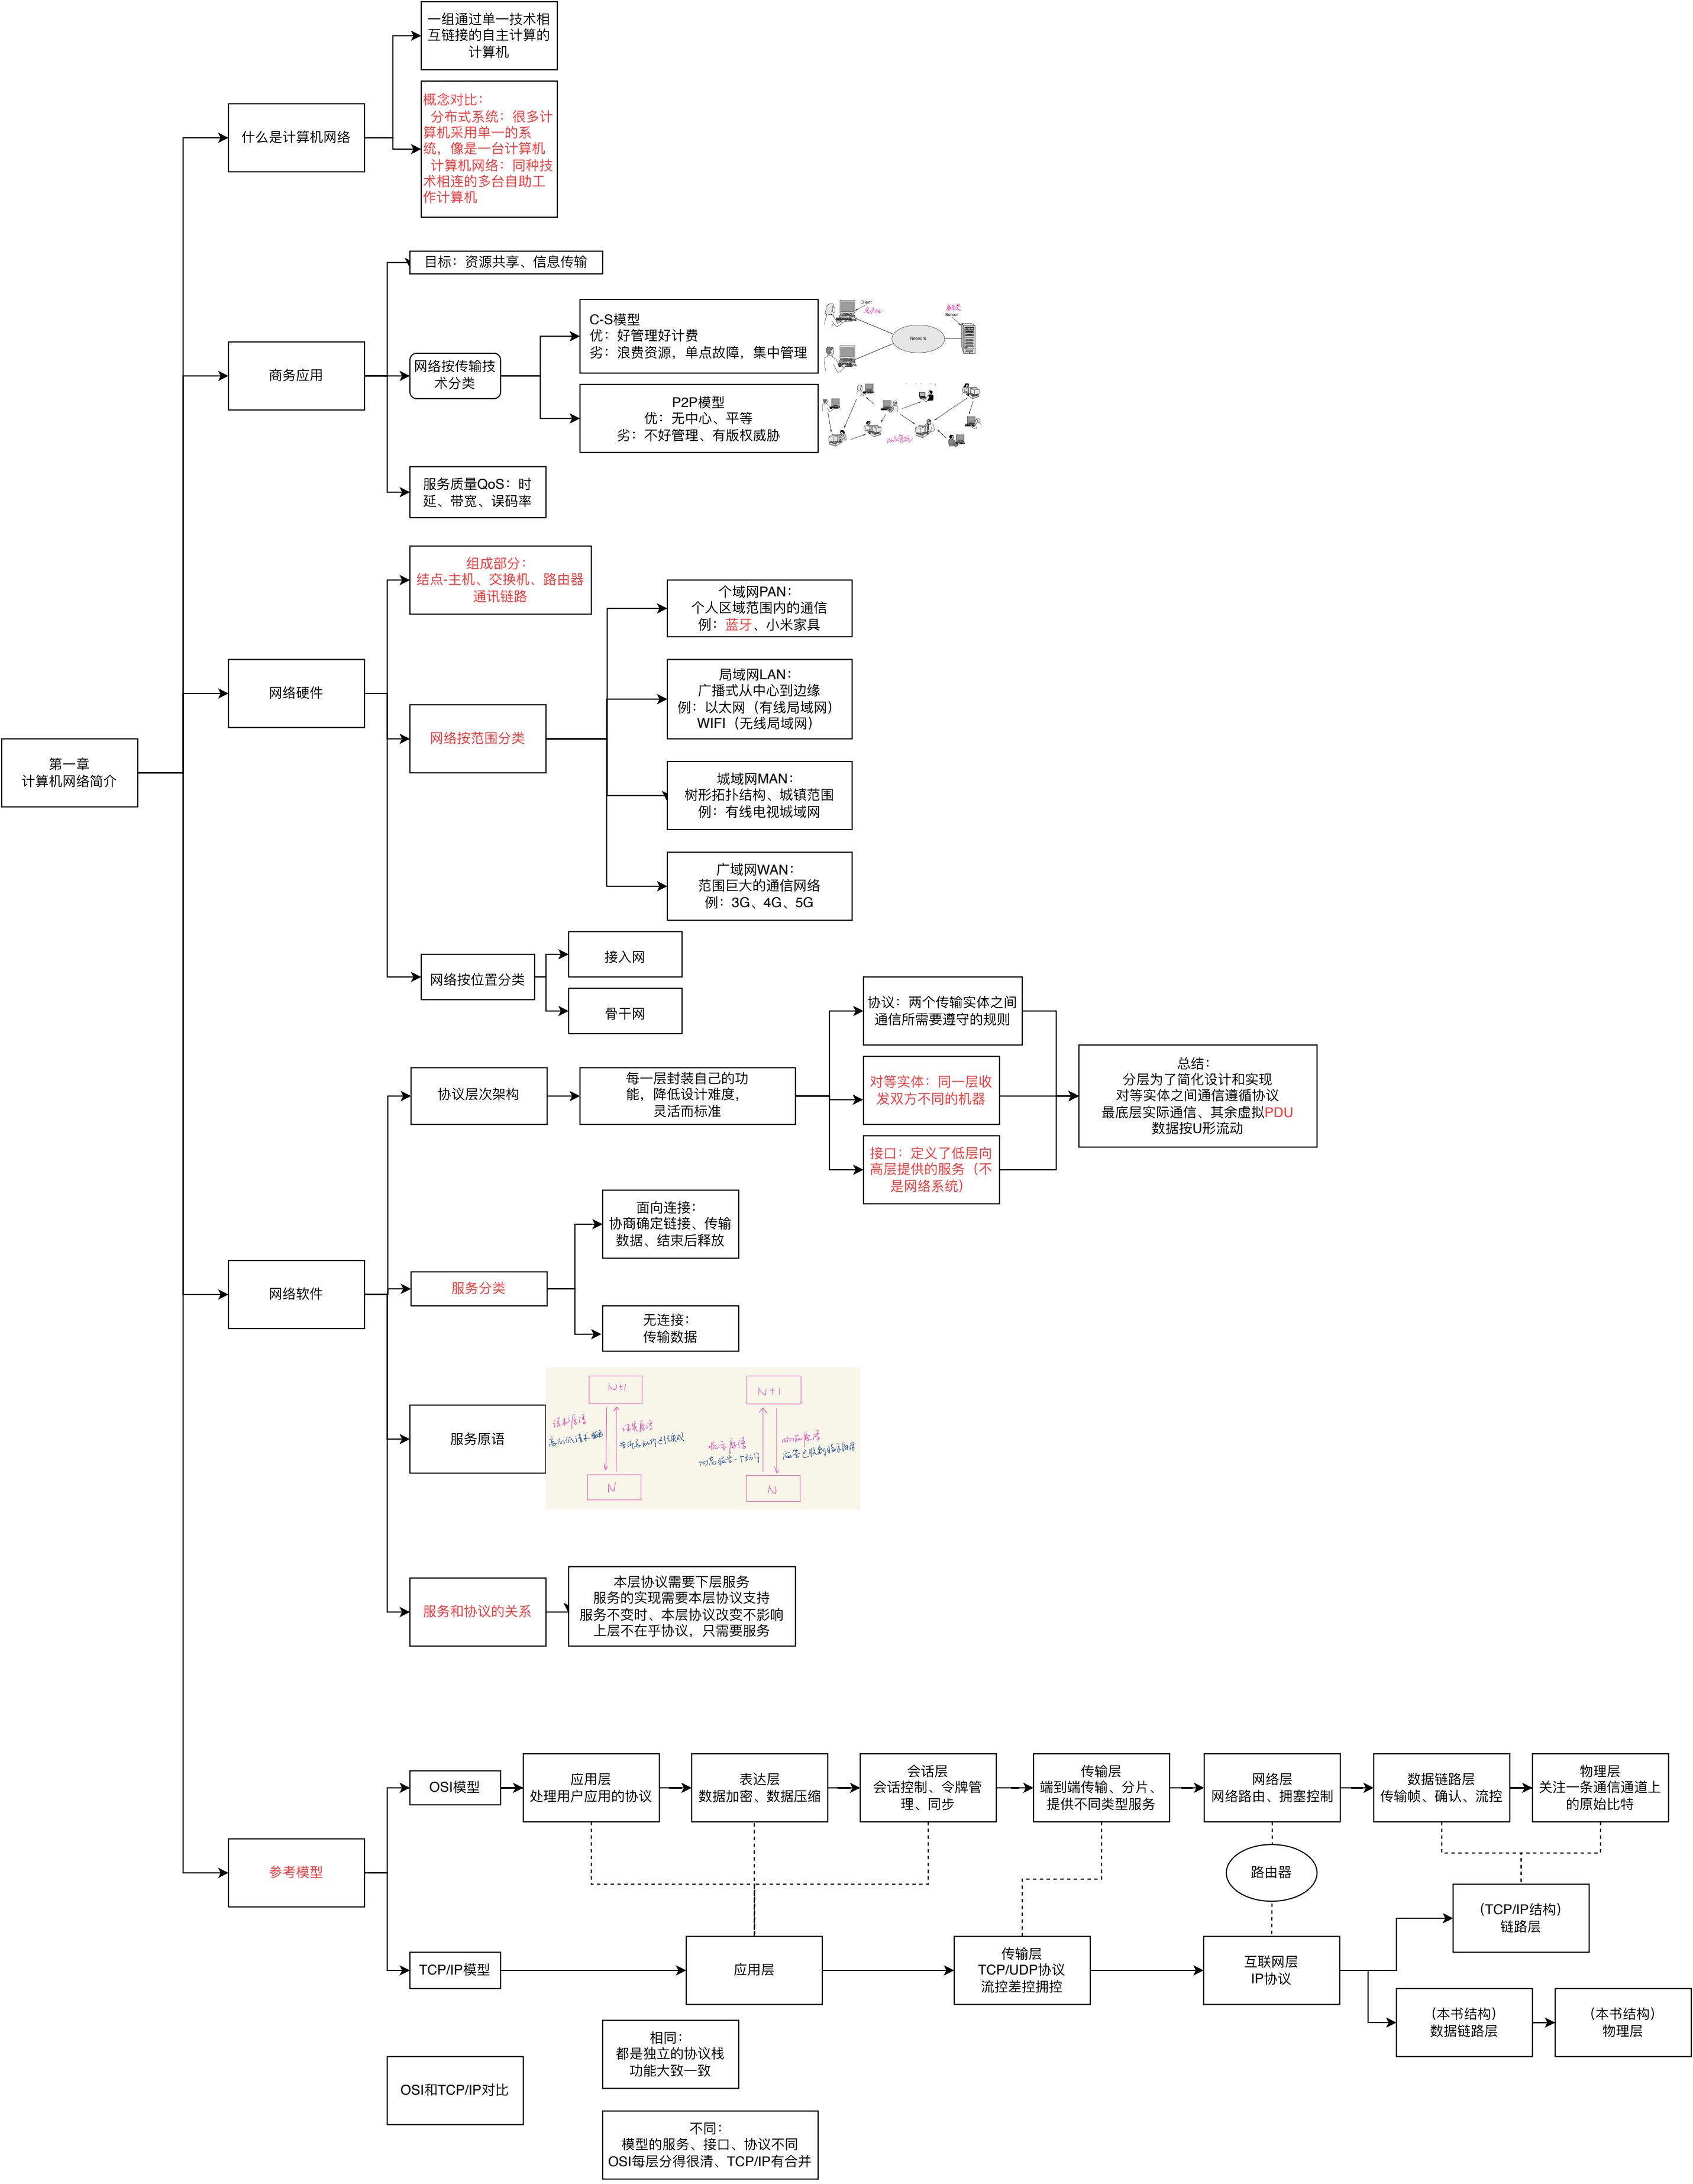 第一章
计算机网络简介
什么是计算机网络
一组通过单一技术相
互链接的自主计算的
计算机
概念对比：
分布式系统：很多计
算机采用单一的系
统，像是一台计算机
计算机网络：同种技
术相连的多台自助工
作计算机
商务应用
目标：资源共享、信息传输
网络按传输技
术分类
C-S模型
优：好管理好计费
劣：浪费资源，单点故障，集中管理
Client
Server
Network
P2P模型
优：无中心、平等
劣：不好管理、有版权威胁
服务质量QoS：时
延、带宽、误码率
网络硬件
组成部分：
结点-主机、交换机、路由器
通讯链路
网络按范围分类
个域网PAN：
个人区域范围内的通信
例：蓝牙、小米家具
局域网LAN：
广播式从中心到边缘
例：以太网（有线局域网）
WIFI（无线局域网）
城域网MAN：
树形拓扑结构、城镇范围
例：有线电视城域网
广域网WAN：
范围巨大的通信网络
例：3G、4G、5G
网络按位置分类
接入网
骨干网
网络软件
协议层次架构
每一层封装自己的功
能，降低设计难度，
灵活而标准
协议：两个传输实体之间
通信所需要遵守的规则
对等实体：同一层收
发双方不同的机器
接口：定义了低层向
高层提供的服务（不
是网络系统）
总结：
分层为了简化设计和实现
对等实体之间通信遵循协议
最底层实际通信、其余虚拟PDU
数据按U形流动
服务分类
面向连接：
协商确定链接、传输
数据、结束后释放
无连接：
传输数据
服务原语
N+1
N+1
请求原语
指示原语
响应原语
N
N
服务和协议的关系
本层协议需要下层服务
服务的实现需要本层协议支持
服务不变时、本层协议改变不影响
上层不在乎协议，只需要服务
参考模型
OSI模型
应用层
处理用户应用的协议
表达层
数据加密、数据压缩
会话层
会话控制、令牌管
理、同步
传输层
端到端传输、分片、
提供不同类型服务
网络层
网络路由、拥塞控制
数据链路层
传输帧、确认、流控
物理层
关注一条通信通道上
的原始比特
路由器
TCP/IP模型
应用层
传输层
TCP/UDP协议
流控差控拥控
互联网层
IP协议
（TCP/IP结构）
链路层
（本书结构）
数据链路层
（本书结构）
物理层
OSI和TCP/IP对比
相同：
都是独立的协议栈
功能大致一致
不同：
模型的服务、接口、协议不同
OSI每层分得很清、TCP/IP有合并